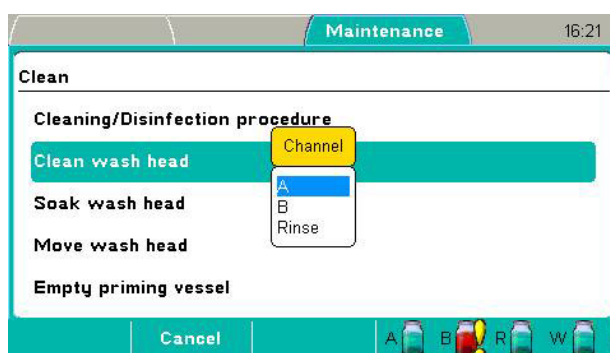 Maintenance 16:21
Clean
Cleaning/Disinfection procedure
Clean wash head
Channel
A
B
Rinse
Soak wash head
Move wash head
Empty priming vessel
Cancel A B R W